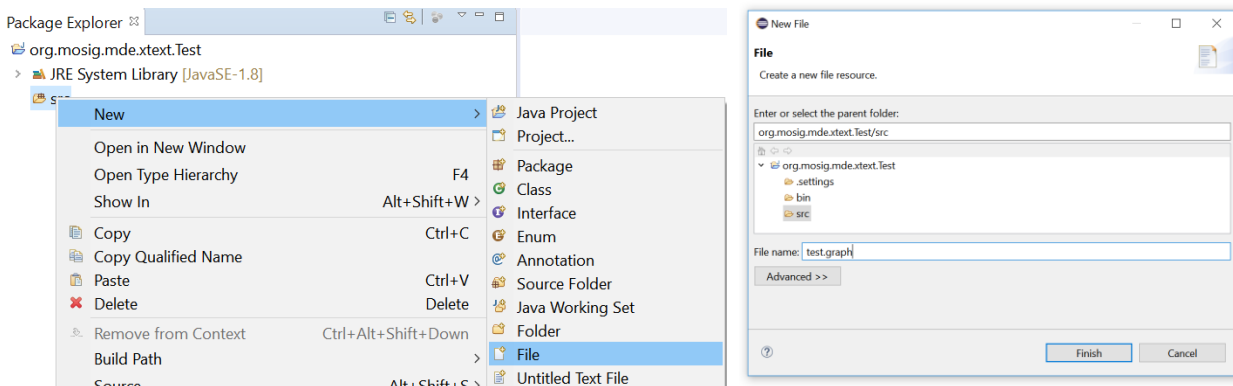 Package Explorer
org.mosig.mde.xtext.Test
JRE System Library [JavaSE-1.8]
src
New
Open in New Window
Open Type Hierarchy F4
Show In Alt+Shift+W >
Copy Ctrl+C
Copy Qualified Name
Paste Ctrl+V
Delete Delete
Remove from Context Ctrl+Alt+Shift+Down
Build Path
Source Alt+Shift+S >
Java Project
Project...
Package
Class
Interface
Enum
Annotation
Source Folder
Java Working Set
Folder
File
Untitled Text File
New File
File
Create a new file resource.
Enter or select the parent folder:
org.mosig.mde.xtext.Test/src
org.mosig.mde.xtext.Test
.settings
bin
src
File name: test.graph
Advanced >>
Finish Cancel